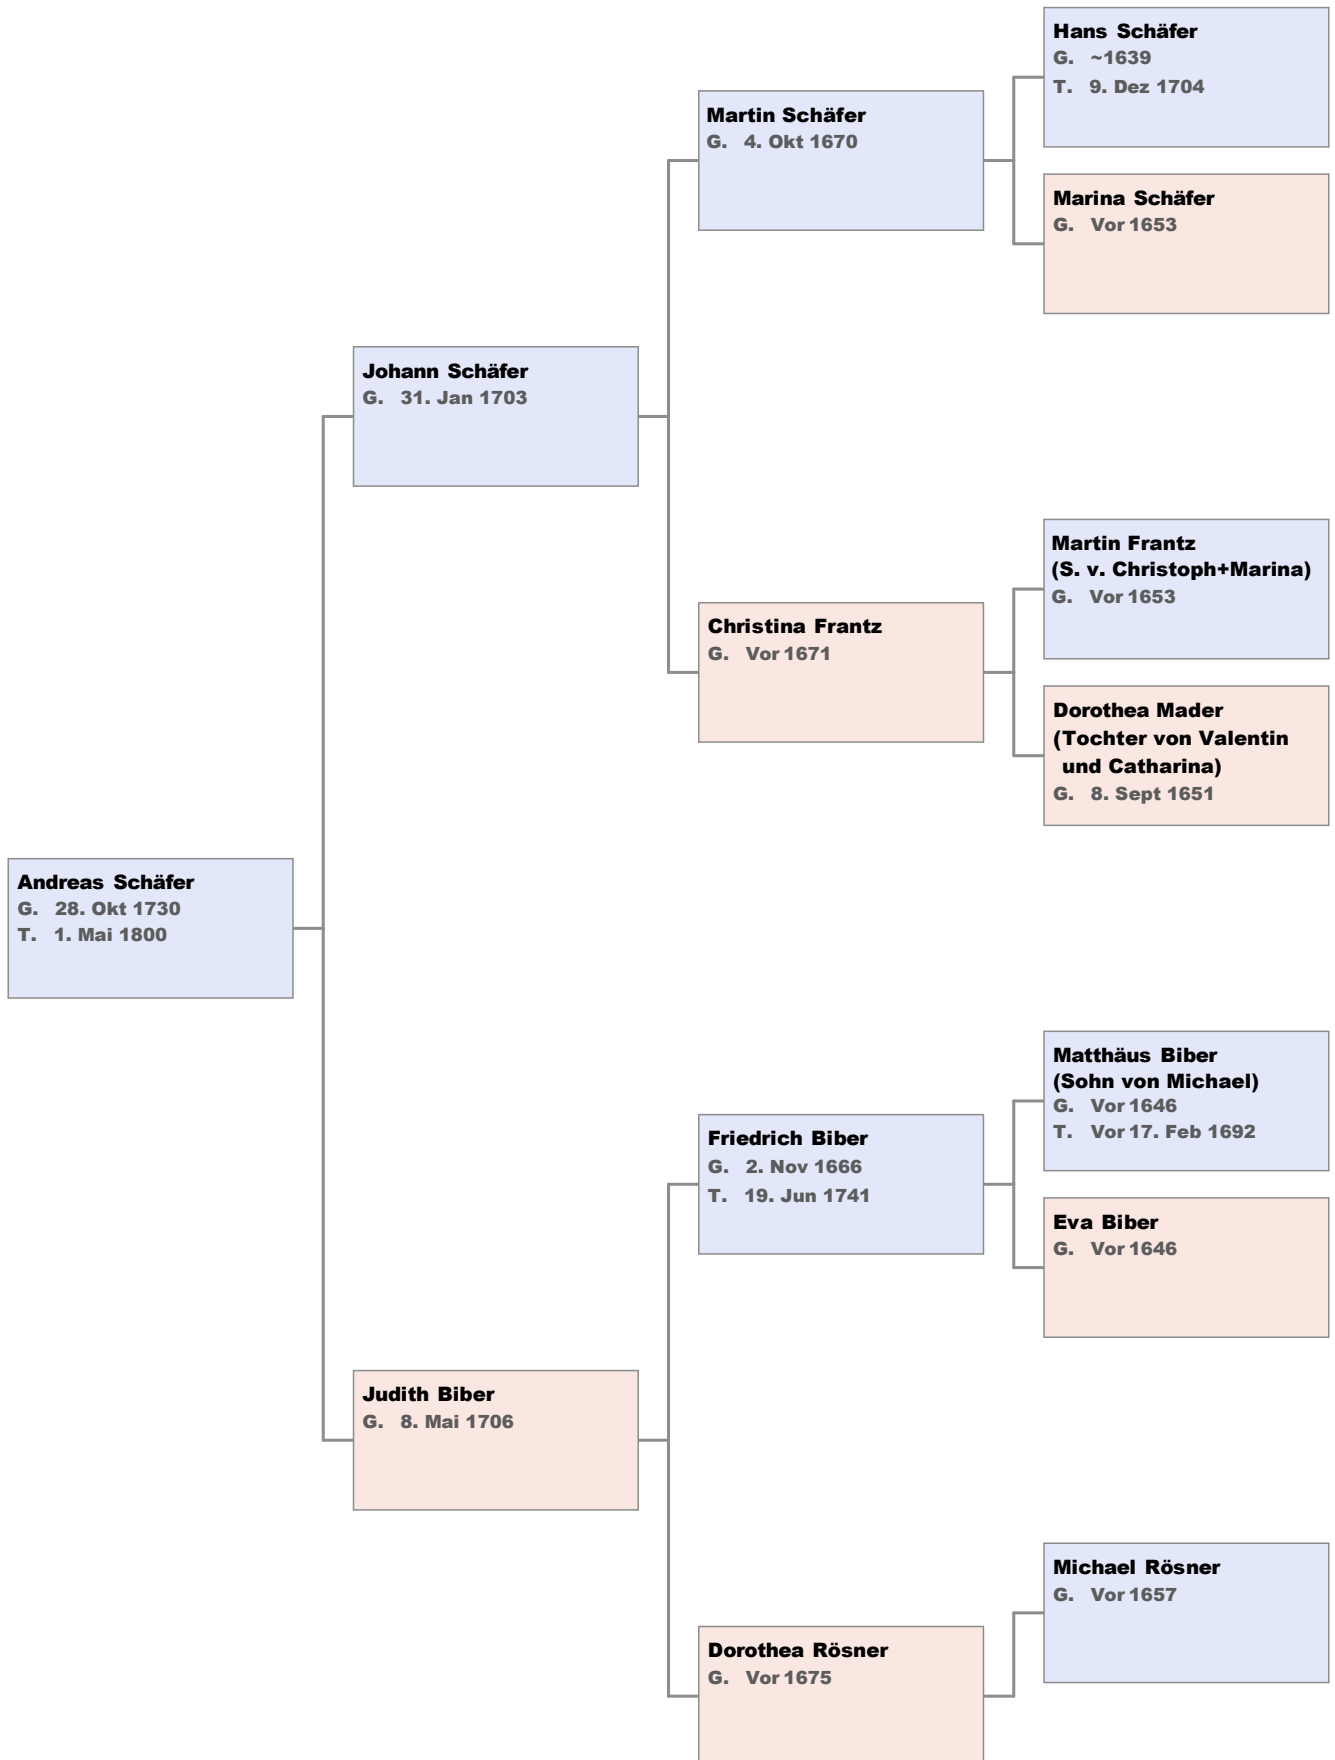 Hans Schäfer
G. ~1639
T. 9. Dez 1704
Martin Schäfer
G. 4. Okt 1670
Marina Schäfer
G. Vor 1653
Johann Schäfer
G. 31. Jan 1703
Martin Frantz
(S. v. Christoph+Marina)
G. Vor 1653
Christina Frantz
G. Vor 1671
Dorothea Mader
(Tochter von Valentin
und Catharina)
G. 8. Sept 1651
Andreas Schäfer
G. 28. Okt 1730
T. 1. Mai 1800
Matthäus Biber
(Sohn von Michael)
G. Vor 1646
T. Vor 17. Feb 1692
Friedrich Biber
G. 2. Nov 1666
T. 19. Jun 1741
Eva Biber
G. Vor 1646
Judith Biber
G. 8. Mai 1706
Michael Rösner
G. Vor 1657
Dorothea Rösner
G. Vor 1675